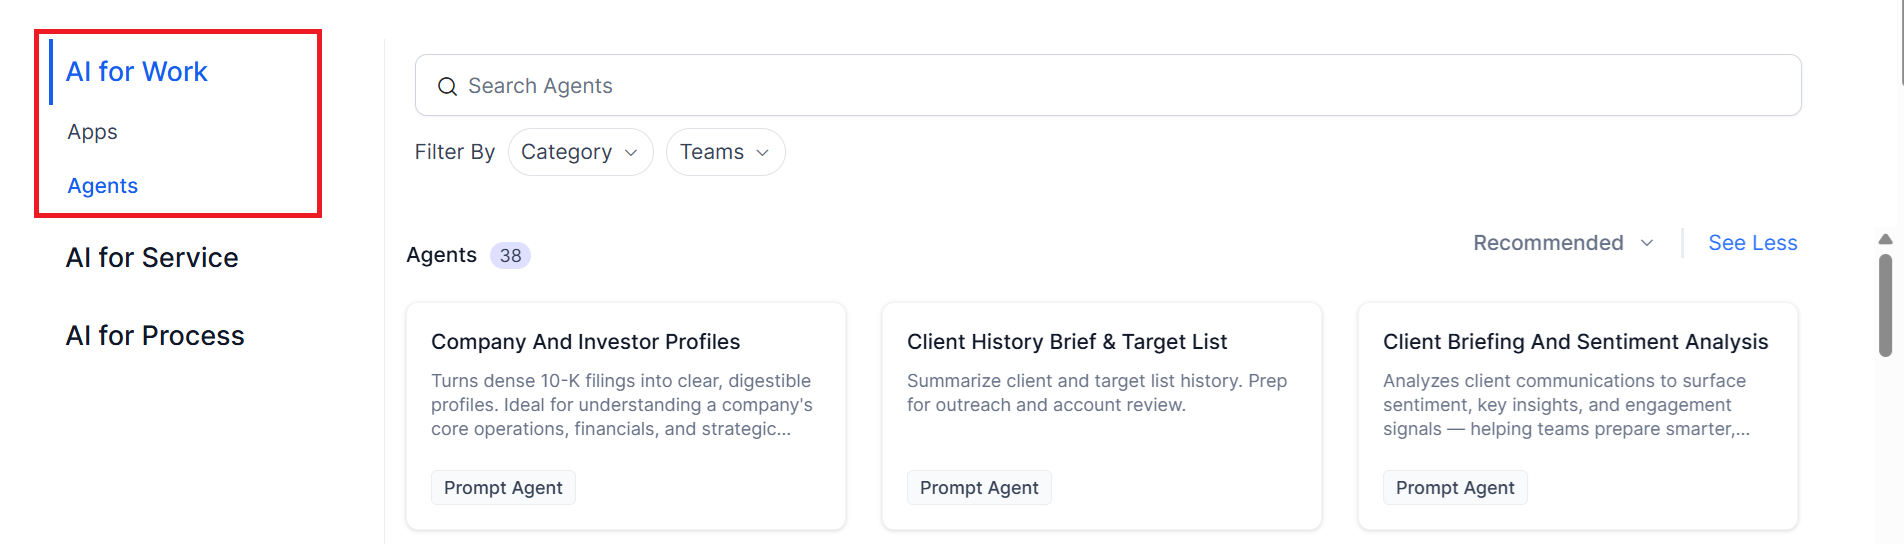 AI for Work
Apps
Agents
AI for Service
AI for Process
Search Agents
Filter By Category Teams
Agents 38
Recommended See Less
Company And Investor Profiles
Turns dense 10-K filings into clear, digestible
profiles. Ideal for understanding a company's
core operations, financials, and strategic...
Prompt Agent
Client History Brief & Target List
Summarize client and target list history. Prep
for outreach and account review.
Prompt Agent
Client Briefing And Sentiment Analysis
Analyzes client communications to surface
sentiment, key insights, and engagement
signals — helping teams prepare smarter,...
Prompt Agent